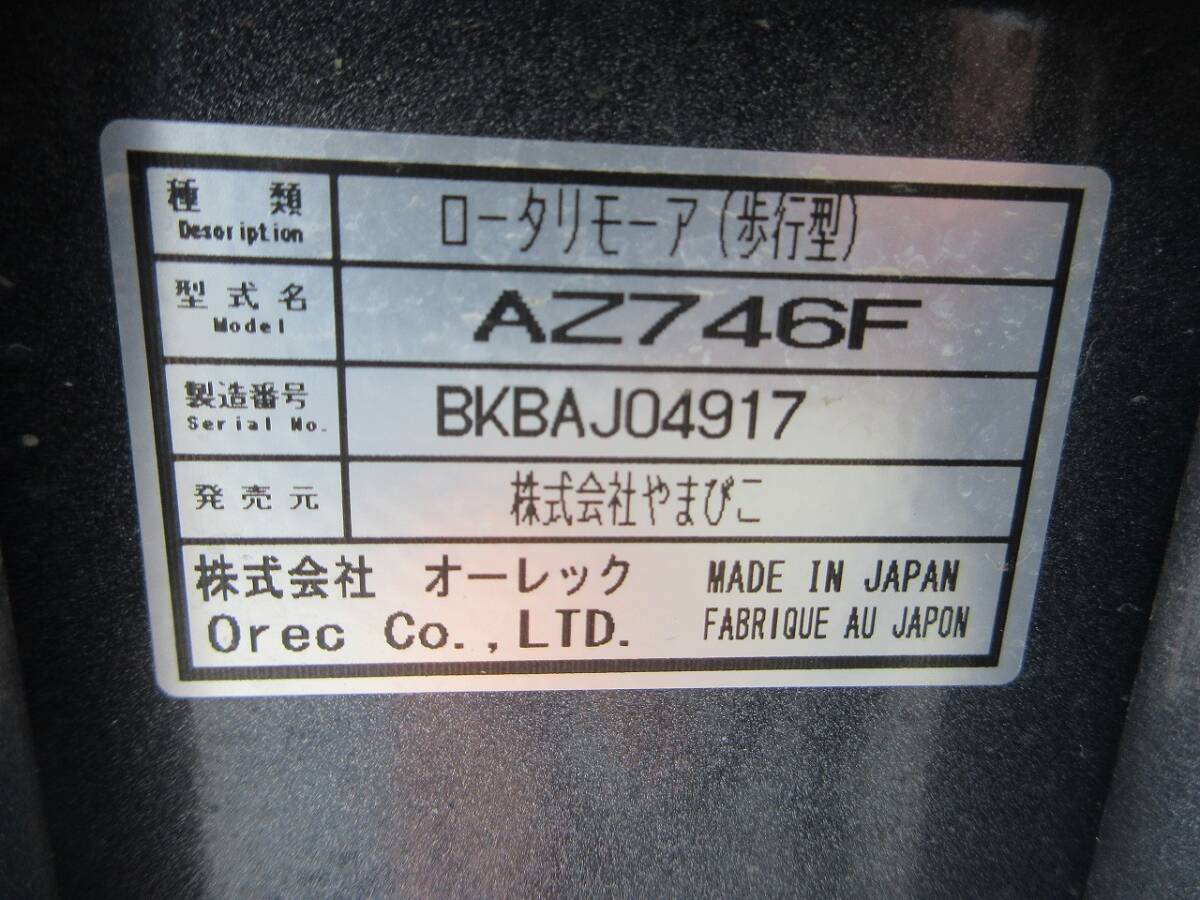 種 類 ロータリモーア(歩行型)
Description
型式名 AZ746F
Model
製造番号 BKBAJ04917
Serial No.
発売元 株式会社やまびこ
株式会社 オーレック MADE IN JAPAN
Orec Co.,LTD. FABRIQUE AU JAPON